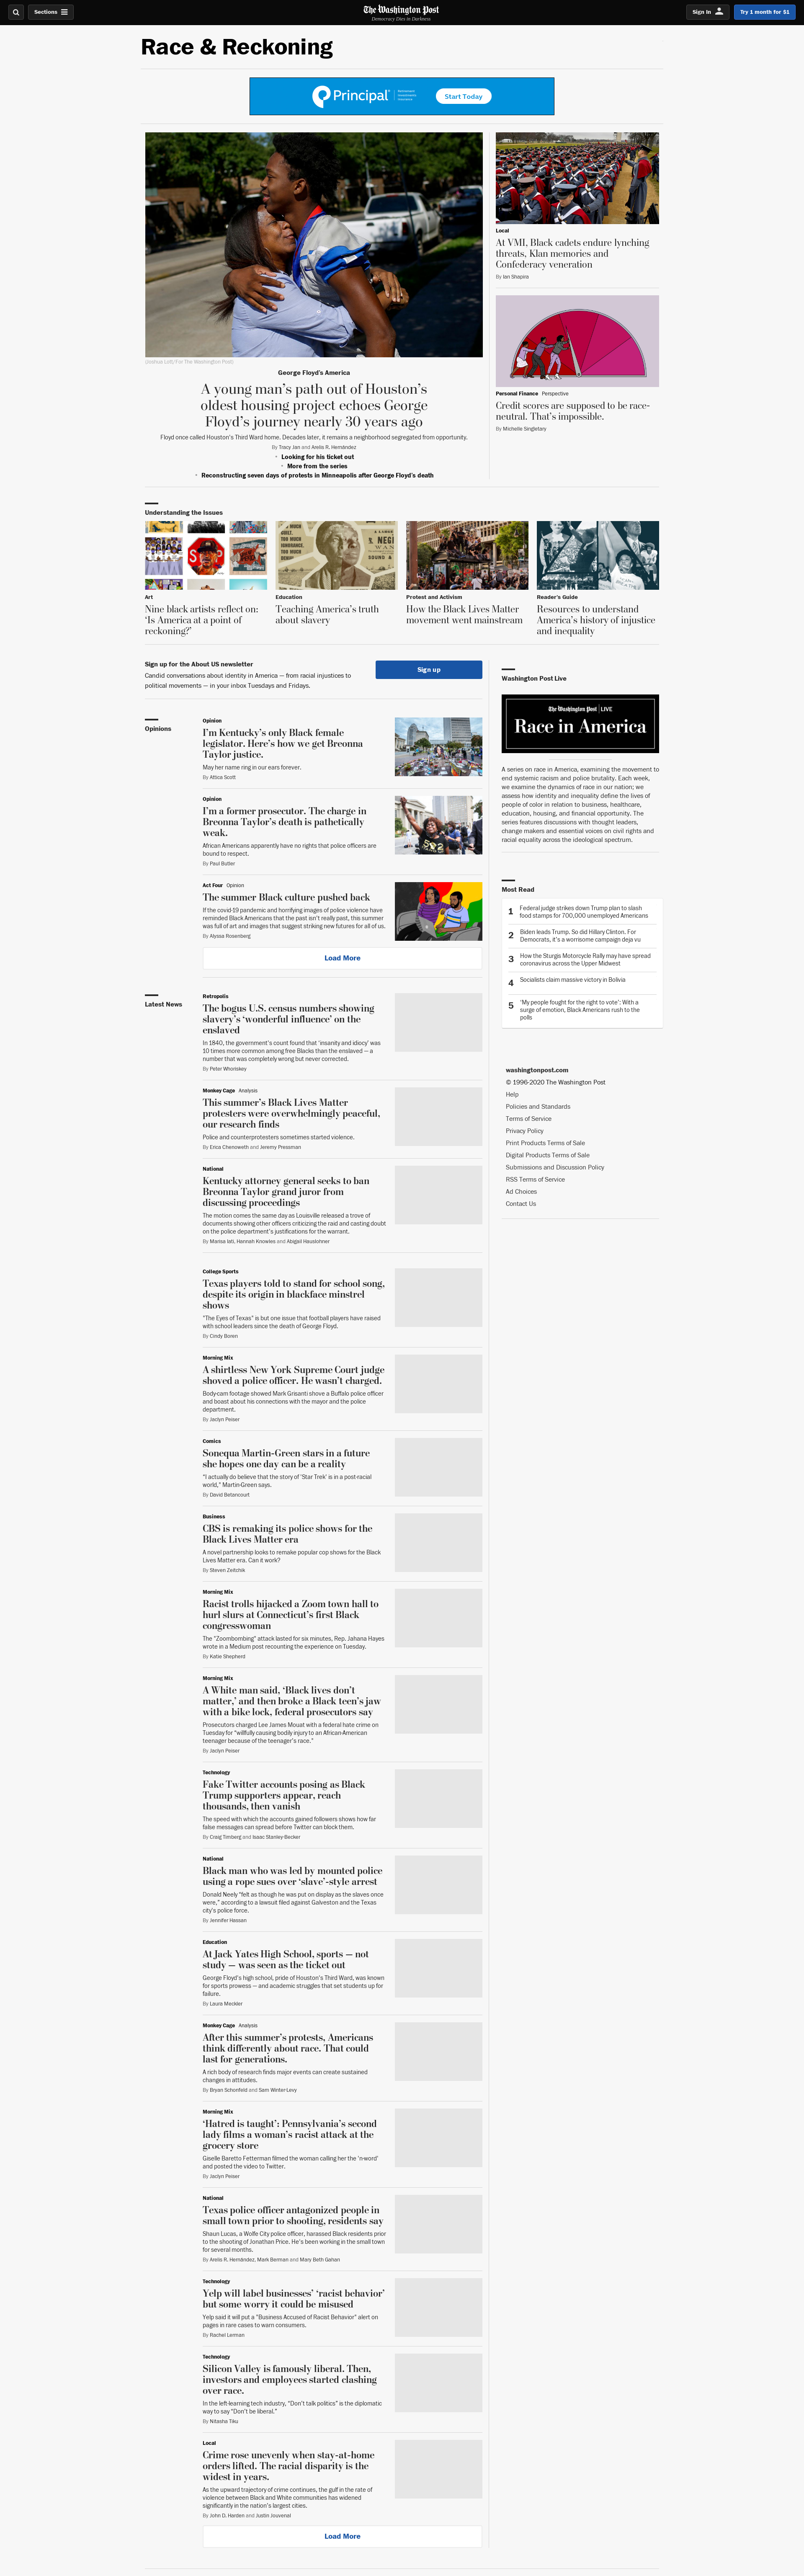 Sections
The Washington Post
Democracy Dies in Darkness
Sign In
Try 1 month for $1
Race & Reckoning
Principal
Start Today
(Joshua Lott/For The Washington Post)
George Floyd's America
A young man's path out of Houston's
oldest housing project echoes George
Floyd's journey nearly 30 years ago
Floyd once called Houston's Third Ward home. Decades later, it remains a neighborhood segregated from opportunity.
By Tracy Jan and Arelis R. Hernández
Looking for his ticket out
More from the series
Reconstructing seven days of protests in Minneapolis after George Floyd's death
Local
At VMI, Black cadets endure lynching
threats, Klan memories and
Confederacy veneration
By Ian Shapira
Personal Finance Perspective
Credit scores are supposed to be race-
neutral. That's impossible.
By Michelle Singletary
Understanding the Issues
STOP
Art
Nine black artists reflect on:
'Is America at a point of
reckoning?'
Education
Teaching America's truth
about slavery
Protest and Activism
How the Black Lives Matter
movement went mainstream
Reader's Guide
Resources to understand
America's history of injustice
and inequality
Sign up for the About US newsletter
Candid conversations about identity in America — from racial injustices to
political movements — in your inbox Tuesdays and Fridays.
Sign up
Opinions
Opinion
I'm Kentucky's only Black female
legislator. Here's how we get Breonna
Taylor justice.
May her name ring in our ears forever.
By Attica Scott
Opinion
I'm a former prosecutor. The charge in
Breonna Taylor's death is pathetically
weak.
African Americans apparently have no rights that police officers are
bound to respect.
By Paul Butler
Act Four Opinion
The summer Black culture pushed back
If the covid-19 pandemic and horrifying images of police violence have
reminded Black Americans that the past isn't really past, this summer
was full of art and images that suggest striking new futures for all of us.
By Alyssa Rosenberg
Load More
Latest News
Retropolis
The bogus U.S. census numbers showing
slavery's 'wonderful influence' on the
enslaved
In 1840, the government's count found that 'insanity and idiocy' was
10 times more common among free Blacks than the enslaved — a
number that was completely wrong but never corrected.
By Peter Whoriskey
Monkey Cage Analysis
This summer's Black Lives Matter
protesters were overwhelmingly peaceful,
our research finds
Police and counterprotesters sometimes started violence.
By Erica Chenoweth and Jeremy Pressman
National
Kentucky attorney general seeks to ban
Breonna Taylor grand juror from
discussing proceedings
The motion comes the same day as Louisville released a trove of
documents showing other officers criticizing the raid and casting doubt
on the police department's justifications for the warrant.
By Marisa Iati, Hannah Knowles and Abigail Hauslohner
College Sports
Texas players told to stand for school song,
despite its origin in blackface minstrel
shows
"The Eyes of Texas" is but one issue that football players have raised
with school leaders since the death of George Floyd.
By Cindy Boren
Morning Mix
A shirtless New York Supreme Court judge
shoved a police officer. He wasn't charged.
Body-cam footage showed Mark Grisanti shove a Buffalo police officer
and boast about his connections with the mayor and the police
department.
By Jaclyn Peiser
Comics
Sonequa Martin-Green stars in a future
she hopes one day can be a reality
"I actually do believe that the story of 'Star Trek' is in a post-racial
world," Martin-Green says.
By David Betancourt
Business
CBS is remaking its police shows for the
Black Lives Matter era
A novel partnership looks to remake popular cop shows for the Black
Lives Matter era. Can it work?
By Steven Zeitchik
Morning Mix
Racist trolls hijacked a Zoom town hall to
hurl slurs at Connecticut's first Black
congresswoman
The "Zoombombing" attack lasted for six minutes, Rep. Jahana Hayes
wrote in a Medium post recounting the experience on Tuesday.
By Katie Shepherd
Morning Mix
A White man said, 'Black lives don't
matter,' and then broke a Black teen's jaw
with a bike lock, federal prosecutors say
Prosecutors charged Lee James Mouat with a federal hate crime on
Tuesday for "willfully causing bodily injury to an African-American
teenager because of the teenager's race."
By Jaclyn Peiser
Technology
Fake Twitter accounts posing as Black
Trump supporters appear, reach
thousands, then vanish
The speed with which the accounts gained followers shows how far
false messages can spread before Twitter can block them.
By Craig Timberg and Isaac Stanley-Becker
National
Black man who was led by mounted police
using a rope sues over 'slave'-style arrest
Donald Neely "felt as though he was put on display as the slaves once
were," according to a lawsuit filed against Galveston and the Texas
city's police force.
By Jennifer Hassan
Education
At Jack Yates High School, sports — not
study — was seen as the ticket out
George Floyd's high school, pride of Houston's Third Ward, was known
for sports prowess — and academic struggles that set students up for
failure.
By Laura Meckler
Monkey Cage Analysis
After this summer's protests, Americans
think differently about race. That could
last for generations.
A rich body of research finds major events can create sustained
changes in attitudes.
By Bryan Schonfeld and Sam Winter-Levy
Morning Mix
'Hatred is taught': Pennsylvania's second
lady films a woman's racist attack at the
grocery store
Giselle Baretto Fetterman filmed the woman calling her the 'n-word'
and posted the video to Twitter.
By Jaclyn Peiser
National
Texas police officer antagonized people in
small town prior to shooting, residents say
Shaun Lucas, a Wolfe City police officer, harassed Black residents prior
to the shooting of Jonathan Price. He's been working in the small town
for several months.
By Arelis R. Hernández, Mark Berman and Mary Beth Gahan
Technology
Yelp will label businesses' 'racist behavior'
but some worry it could be misused
Yelp said it will put a "Business Accused of Racist Behavior" alert on
pages in rare cases to warn consumers.
By Rachel Lerman
Technology
Silicon Valley is famously liberal. Then,
investors and employees started clashing
over race.
In the left-learning tech industry, "Don't talk politics" is the diplomatic
way to say "Don't be liberal."
By Nitasha Tiku
Local
Crime rose unevenly when stay-at-home
orders lifted. The racial disparity is the
widest in years.
As the upward trajectory of crime continues, the gulf in the rate of
violence between Black and White communities has widened
significantly in the nation's largest cities.
By John D. Harden and Justin Jouvenal
Load More
Washington Post Live
The Washington Post LIVE
Race in America
A series on race in America, examining the movement to
end systemic racism and police brutality. Each week,
we examine the dynamics of race in our nation; we
assess how identity and inequality define the lives of
people of color in relation to business, healthcare,
education, housing, and financial opportunity. The
series features discussions with thought leaders,
change makers and essential voices on civil rights and
racial equality across the ideological spectrum.
Most Read
1 Federal judge strikes down Trump plan to slash
food stamps for 700,000 unemployed Americans
2 Biden leads Trump. So did Hillary Clinton. For
Democrats, it's a worrisome campaign deja vu
3 How the Sturgis Motorcycle Rally may have spread
coronavirus across the Upper Midwest
4 Socialists claim massive victory in Bolivia
5 'My people fought for the right to vote': With a
surge of emotion, Black Americans rush to the
polls
washingtonpost.com
© 1996-2020 The Washington Post
Help
Policies and Standards
Terms of Service
Privacy Policy
Print Products Terms of Sale
Digital Products Terms of Sale
Submissions and Discussion Policy
RSS Terms of Service
Ad Choices
Contact Us